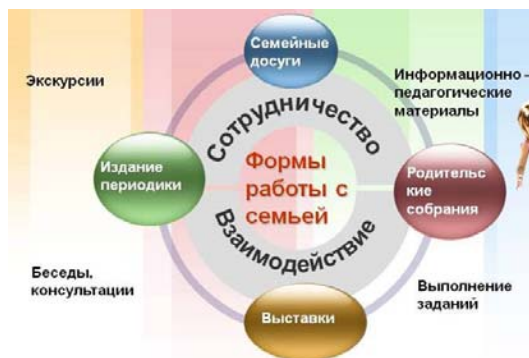 Семейные
досуги
Экскурсии
Информационно -
педагогические
материалы
Сотрудничество
Издание
периодики
Формы
работы с
семьей
Родительс
кие
собрания
Взаимодействие
Беседы,
консультации
Выполнение
заданий
Выставки